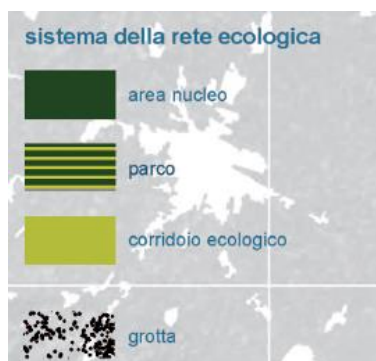 sistema della rete ecologica
area nucleo
parco
corridoio ecologico
grotta